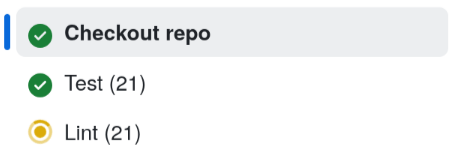 Checkout repo
Test (21)
Lint (21)